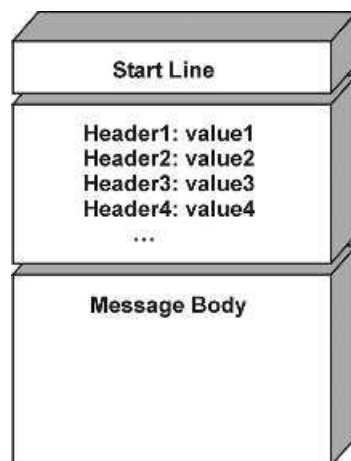 Start Line
Header1: value1
Header2: value2
Header3: value3
Header4: value4
...
Message Body